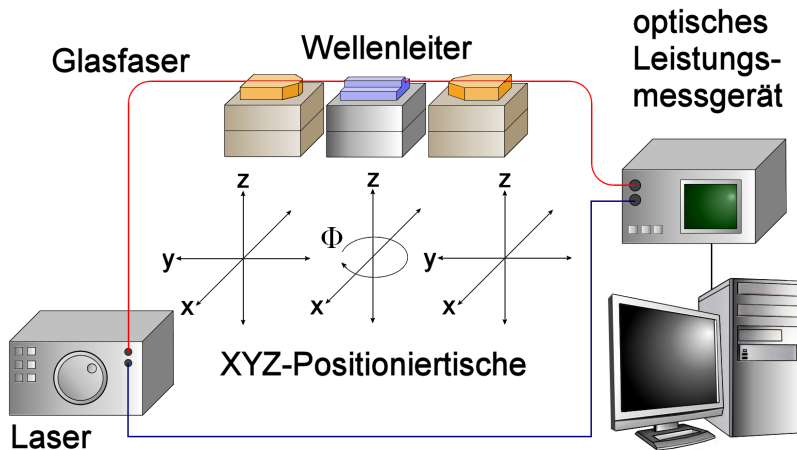 optisches
Leistungs-
messgerät
Wellenleiter
Glasfaser
z
y
x
z
Φ
x
z
y
x
XYZ-Positioniertische
Laser